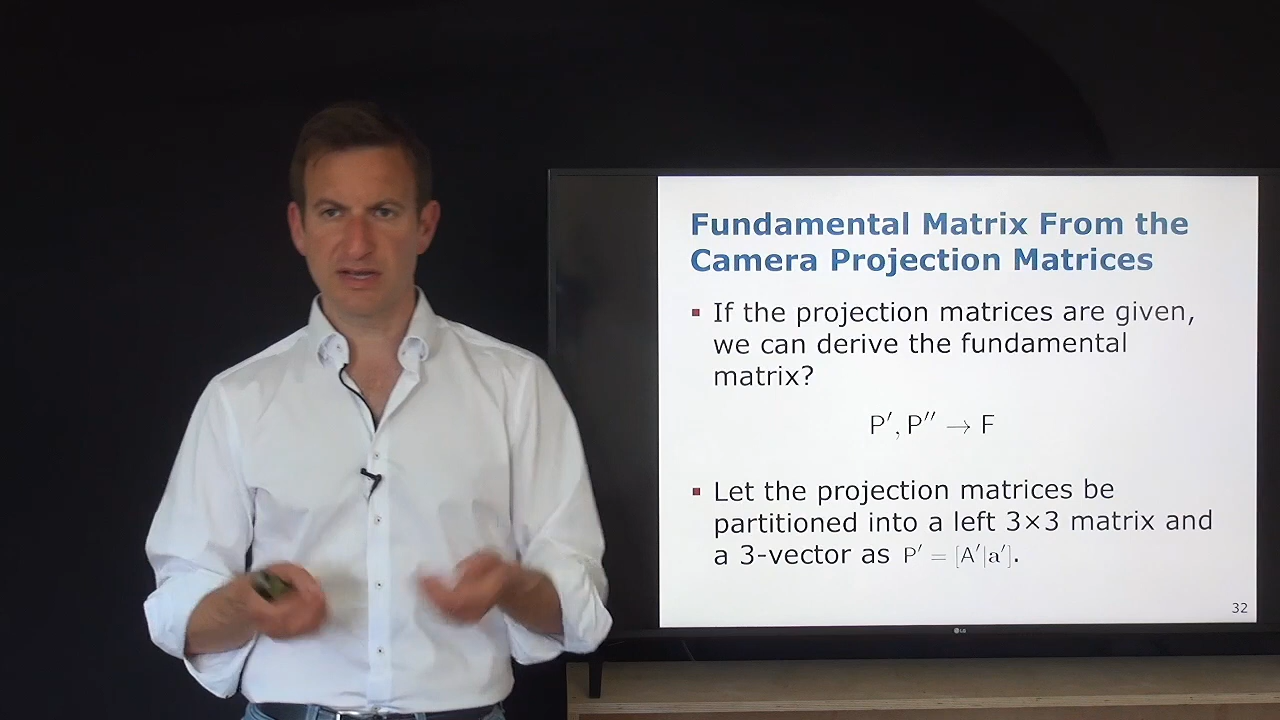 Fundamental Matrix From the
Camera Projection Matrices
▪ If the projection matrices are given,
we can derive the fundamental
matrix?
P′, P″ → F
▪ Let the projection matrices be
partitioned into a left 3×3 matrix and
a 3-vector as P′ = [A′|a′].
32
LG